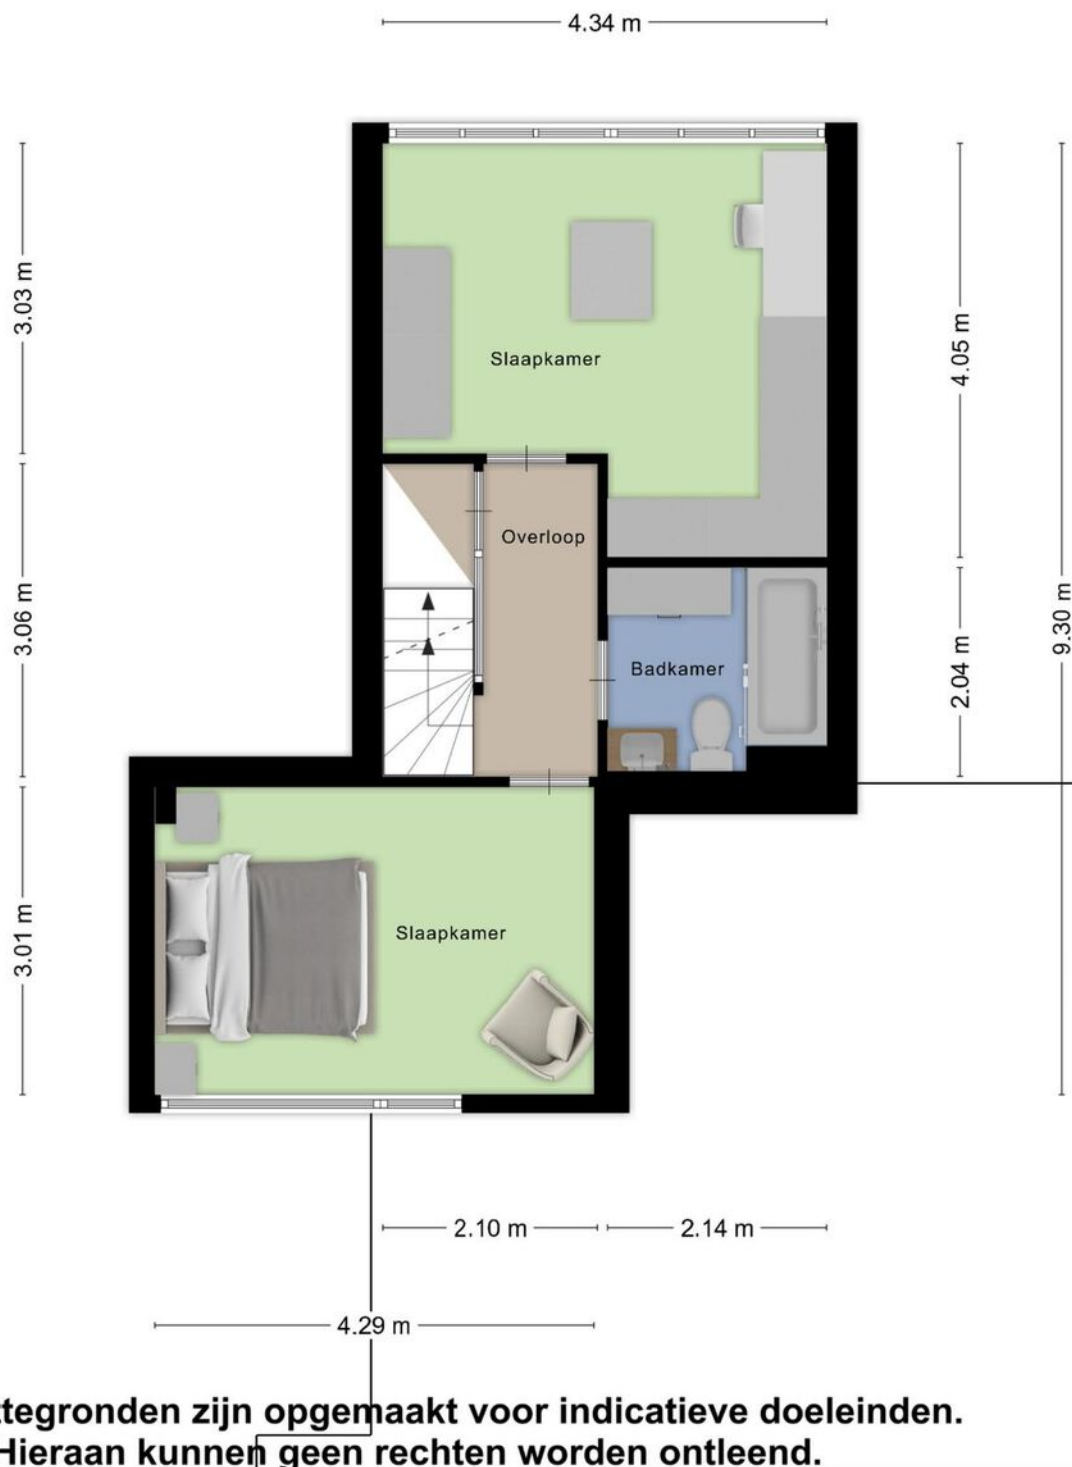 4.34 m
3.03 m
4.05 m
Slaapkamer
Overloop
3.06 m
9.30 m
2.04 m
Badkamer
3.01 m
Slaapkamer
2.10 m
2.14 m
4.29 m
ttegronden zijn opgemaakt voor indicatieve doeleinden.
Hieraan kunnen geen rechten worden ontleend.